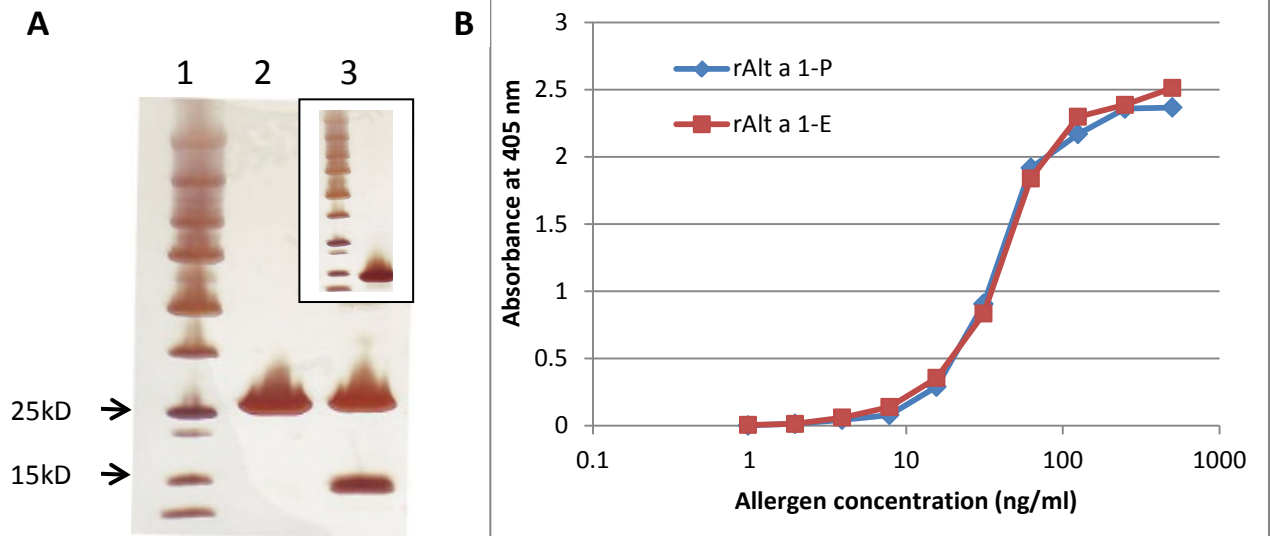 A
1 2 3
25kD
15kD
B
rAlt a 1-P
rAlt a 1-E
Absorbance at 405 nm
3
2.5
2
1.5
1
0.5
0
0.1 1 10 100 1000
Allergen concentration (ng/ml)